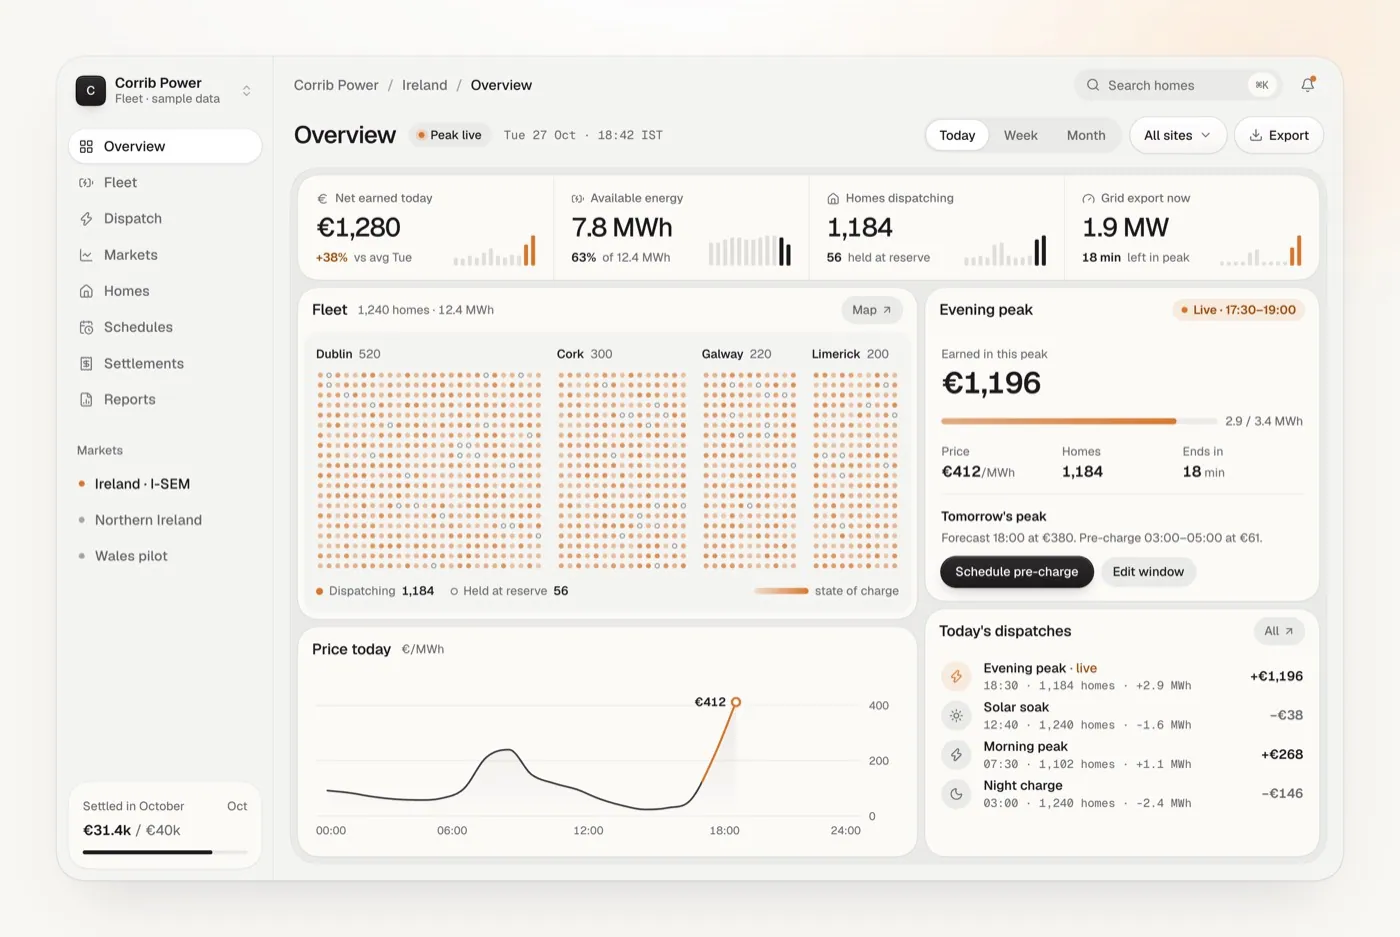 C
Corrib Power
Fleet · sample data
Overview
Fleet
Dispatch
Markets
Homes
Schedules
Settlements
Reports
Markets
Ireland · I-SEM
Northern Ireland
Wales pilot
Settled in October Oct
€31.4k / €40k
Corrib Power / Ireland / Overview
Search homes ⌘K
Overview Peak live Tue 27 Oct · 18:42 IST
Today Week Month All sites Export
Net earned today
€1,280
+38% vs avg Tue
Available energy
7.8 MWh
63% of 12.4 MWh
Homes dispatching
1,184
56 held at reserve
Grid export now
1.9 MW
18 min left in peak
Fleet 1,240 homes · 12.4 MWh Map
Dublin 520 Cork 300 Galway 220 Limerick 200
Dispatching 1,184 Held at reserve 56 state of charge
Price today €/MWh
€412
400
200
0
00:00 06:00 12:00 18:00 24:00
Evening peak Live · 17:30–19:00
Earned in this peak
€1,196
2.9 / 3.4 MWh
Price Homes Ends in
€412/MWh 1,184 18 min
Tomorrow's peak
Forecast 18:00 at €380. Pre-charge 03:00–05:00 at €61.
Schedule pre-charge Edit window
Today's dispatches All
Evening peak · live
18:30 · 1,184 homes · +2.9 MWh
+€1,196
Solar soak
12:40 · 1,240 homes · -1.6 MWh
−€38
Morning peak
07:30 · 1,102 homes · +1.1 MWh
+€268
Night charge
03:00 · 1,240 homes · -2.4 MWh
−€146